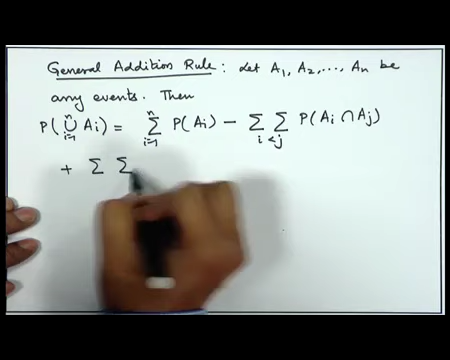 General Addition Rule : Let A₁, A₂, ..., Aₙ be
any events. Then
P(⋃ᵢ₌₁ⁿ Aᵢ) = ∑ᵢ₌₁ⁿ P(Aᵢ) − ∑∑ᵢ<ⱼ P(Aᵢ ∩ Aⱼ)
+ ∑ ∑